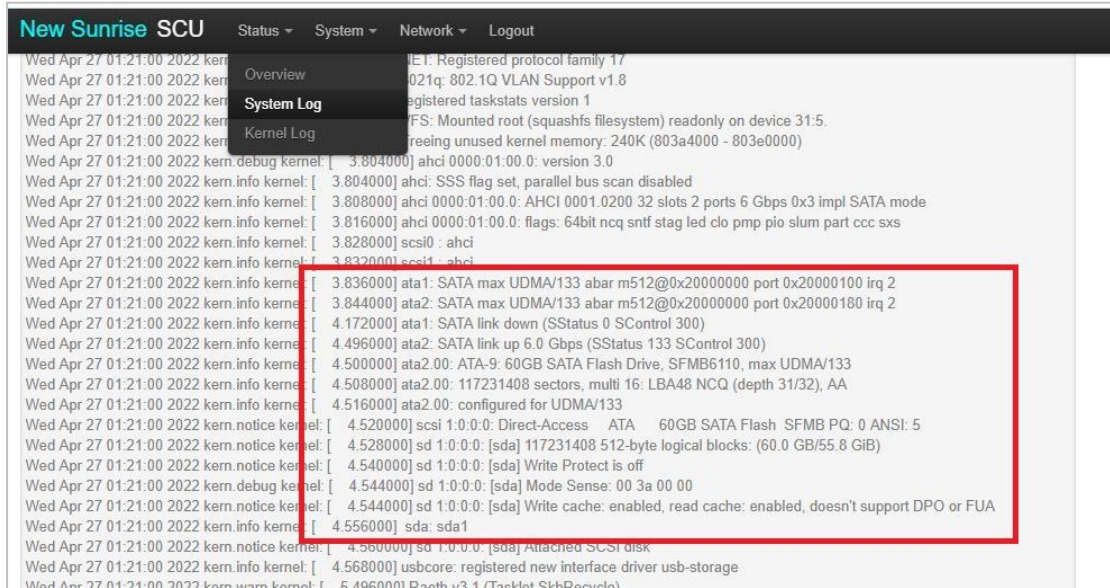 New Sunrise SCU Status System Network Logout
Wed Apr 27 01:21:00 2022 kern NET: Registered protocol family 17
Overview
Wed Apr 27 01:21:00 2022 kern 8021q: 802.1Q VLAN Support v1.8
System Log
Wed Apr 27 01:21:00 2022 kern egistered taskstats version 1
Wed Apr 27 01:21:00 2022 kern VFS: Mounted root (squashfs filesystem) readonly on device 31:5.
Kernel Log
Wed Apr 27 01:21:00 2022 kern reeing unused kernel memory: 240K (803a4000 - 803e0000)
Wed Apr 27 01:21:00 2022 kern.debug kernel: [ 3.804000] ahci 0000:01:00.0: version 3.0
Wed Apr 27 01:21:00 2022 kern.info kernel: [ 3.804000] ahci: SSS flag set, parallel bus scan disabled
Wed Apr 27 01:21:00 2022 kern.info kernel: [ 3.808000] ahci 0000:01:00.0: AHCI 0001.0200 32 slots 2 ports 6 Gbps 0x3 impl SATA mode
Wed Apr 27 01:21:00 2022 kern.info kernel: [ 3.816000] ahci 0000:01:00.0: flags: 64bit ncq sntf stag led clo pmp pio slum part ccc sxs
Wed Apr 27 01:21:00 2022 kern.info kernel: [ 3.828000] scsi0 : ahci
Wed Apr 27 01:21:00 2022 kern.info kernel: [ 3.832000] scsi1 : ahci
Wed Apr 27 01:21:00 2022 kern.info kernel: [ 3.836000] ata1: SATA max UDMA/133 abar m512@0x20000000 port 0x20000100 irq 2
Wed Apr 27 01:21:00 2022 kern.info kernel: [ 3.844000] ata2: SATA max UDMA/133 abar m512@0x20000000 port 0x20000180 irq 2
Wed Apr 27 01:21:00 2022 kern.info kernel: [ 4.172000] ata1: SATA link down (SStatus 0 SControl 300)
Wed Apr 27 01:21:00 2022 kern.info kernel: [ 4.496000] ata2: SATA link up 6.0 Gbps (SStatus 133 SControl 300)
Wed Apr 27 01:21:00 2022 kern.info kernel: [ 4.500000] ata2.00: ATA-9: 60GB SATA Flash Drive, SFMB6110, max UDMA/133
Wed Apr 27 01:21:00 2022 kern.info kernel: [ 4.508000] ata2.00: 117231408 sectors, multi 16: LBA48 NCQ (depth 31/32), AA
Wed Apr 27 01:21:00 2022 kern.info kernel: [ 4.516000] ata2.00: configured for UDMA/133
Wed Apr 27 01:21:00 2022 kern.notice kernel: [ 4.520000] scsi 1:0:0:0: Direct-Access ATA 60GB SATA Flash SFMB PQ: 0 ANSI: 5
Wed Apr 27 01:21:00 2022 kern.notice kernel: [ 4.528000] sd 1:0:0:0: [sda] 117231408 512-byte logical blocks: (60.0 GB/55.8 GiB)
Wed Apr 27 01:21:00 2022 kern.notice kernel: [ 4.540000] sd 1:0:0:0: [sda] Write Protect is off
Wed Apr 27 01:21:00 2022 kern.debug kernel: [ 4.544000] sd 1:0:0:0: [sda] Mode Sense: 00 3a 00 00
Wed Apr 27 01:21:00 2022 kern.notice kernel: [ 4.544000] sd 1:0:0:0: [sda] Write cache: enabled, read cache: enabled, doesn't support DPO or FUA
Wed Apr 27 01:21:00 2022 kern.info kernel: [ 4.556000] sda: sda1
Wed Apr 27 01:21:00 2022 kern.notice kernel: [ 4.560000] sd 1:0:0:0: [sda] Attached SCSI disk
Wed Apr 27 01:21:00 2022 kern.info kernel: [ 4.568000] usbcore: registered new interface driver usb-storage
Wed Apr 27 01:21:00 2022 kern.warn kernel: [ 5.496000] Raeth v3.1 (Tasklet,SkbRecycle)